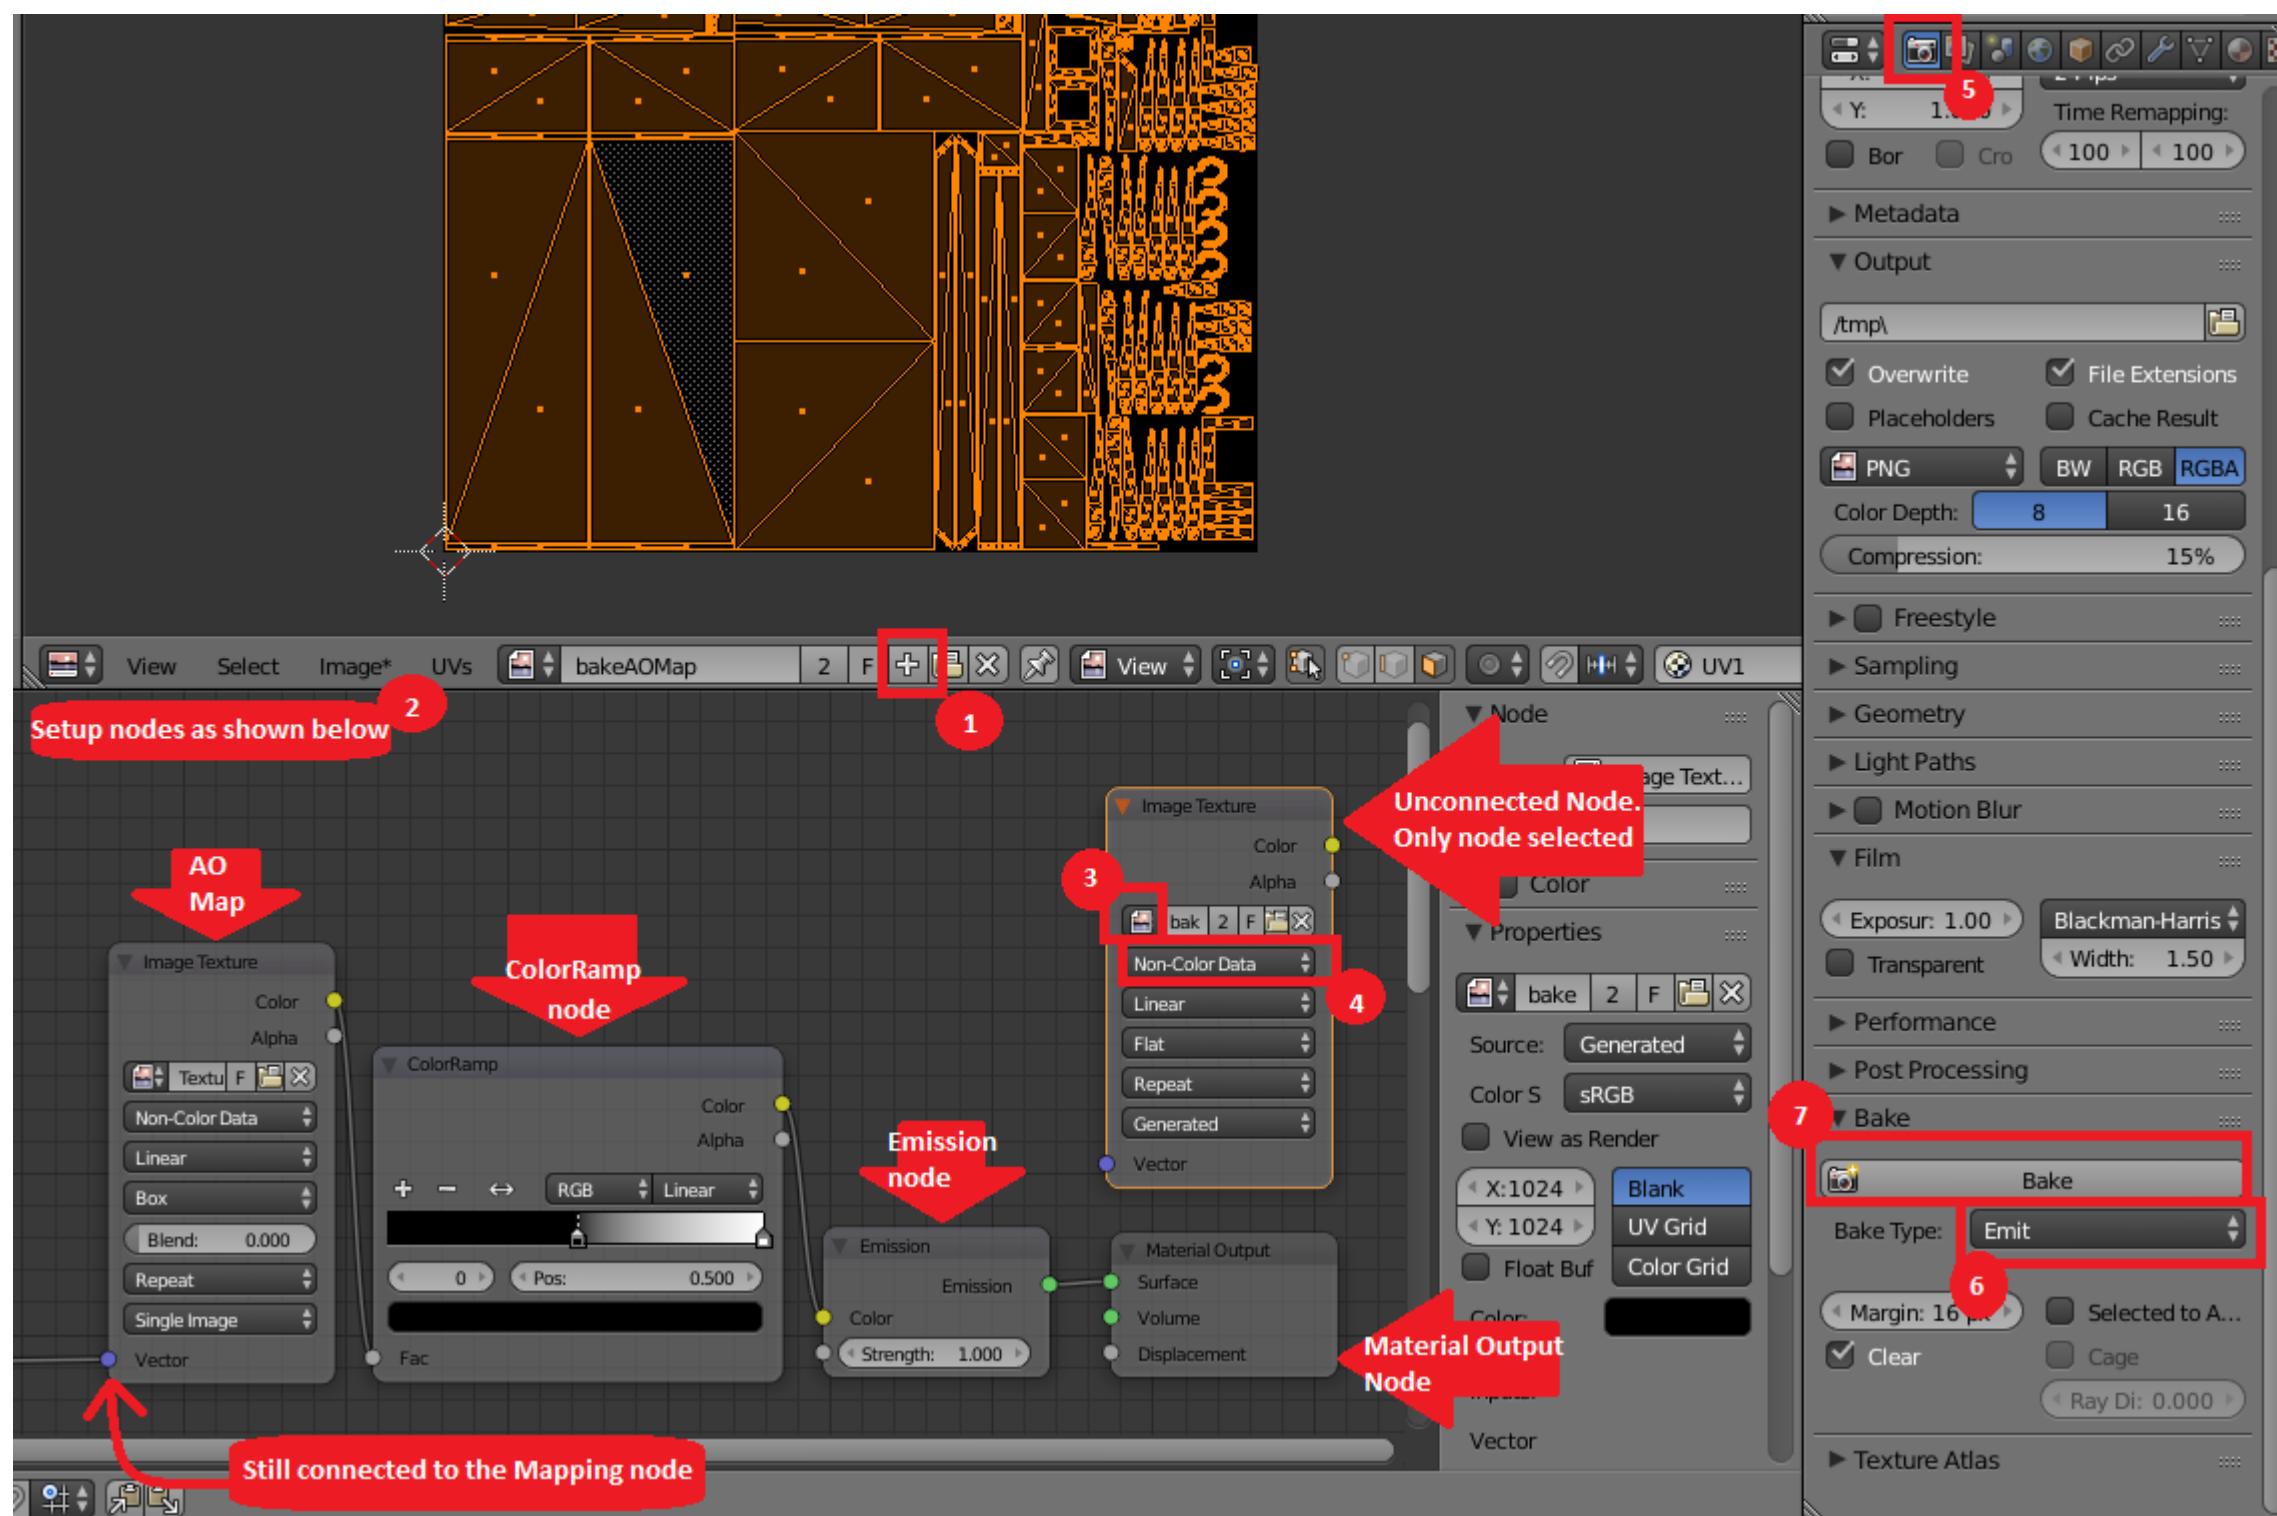 5
Y: 1.
Time Remapping:
Bor
Cro
100
100
Metadata
Output
/tmp\
Overwrite
File Extensions
Placeholders
Cache Result
PNG
BW
RGB
RGBA
Color Depth:
8
16
Compression: 15%
Freestyle
Sampling
Geometry
Light Paths
Motion Blur
Film
Exposur: 1.00
Blackman-Harris
Transparent
Width: 1.50
Performance
Post Processing
7
Bake
Bake
Bake Type:
Emit
6
Margin: 16
Selected to A...
Clear
Cage
Ray Di: 0.000
Texture Atlas
View
Select
Image*
UVs
bakeAOMap
2
F
View
UV1
2
Setup nodes as shown below
1
Node
age Text...
Unconnected Node.
Only node selected
Color
Properties
bake
2
F
Source:
Generated
Color S
sRGB
View as Render
X:1024
Y: 1024
Blank
UV Grid
Color Grid
Float Buf
Color:
Vector
Image Texture
Color
Alpha
3
bak
2
F
Non-Color Data
4
Linear
Flat
Repeat
Generated
Vector
AO
Map
Image Texture
Color
Alpha
Textu
F
Non-Color Data
Linear
Box
Blend: 0.000
Repeat
Single Image
Vector
ColorRamp
node
ColorRamp
Color
Alpha
RGB
Linear
0
Pos: 0.500
Fac
Emission
node
Emission
Emission
Color
Strength: 1.000
Material Output
Surface
Volume
Displacement
Material Output
Node
Still connected to the Mapping node